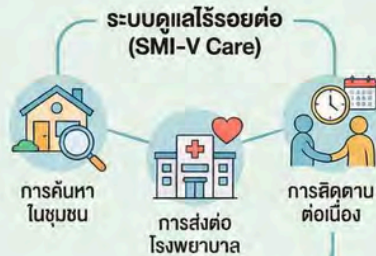 ระบบดูแลไร้รอยต่อ
(SMI-V Care)
การค้นหา
ในชุมชน
การส่งต่อ
โรงพยาบาล
การติดตาม
ต่อเนื่อง